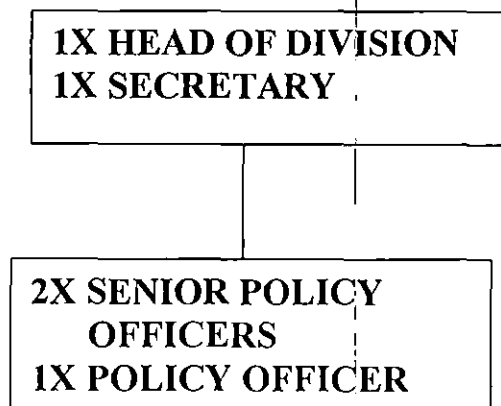 1X HEAD OF DIVISION
1X SECRETARY
2X SENIOR POLICY
OFFICERS
1X POLICY OFFICER